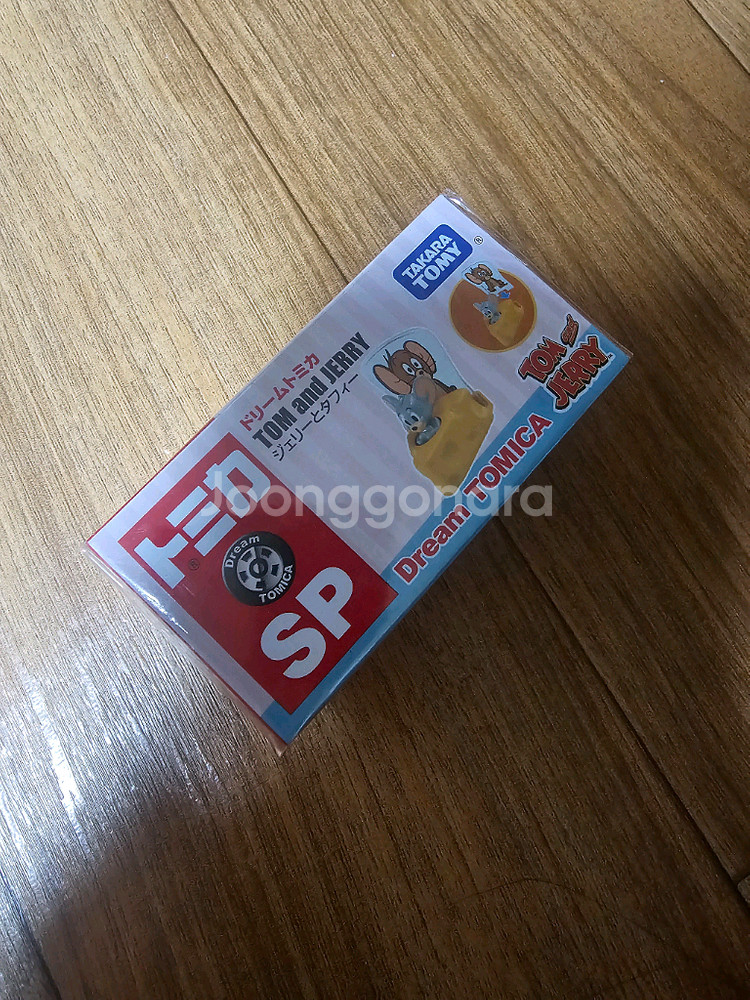 TAKARA
TOMY
®
ドリームトミカ
TOM and JERRY
ジェリーとタフィー
TOM and
JERRY
Dream TOMICA
トミカ
®
Dream
TOMICA
SP
Joonggonara